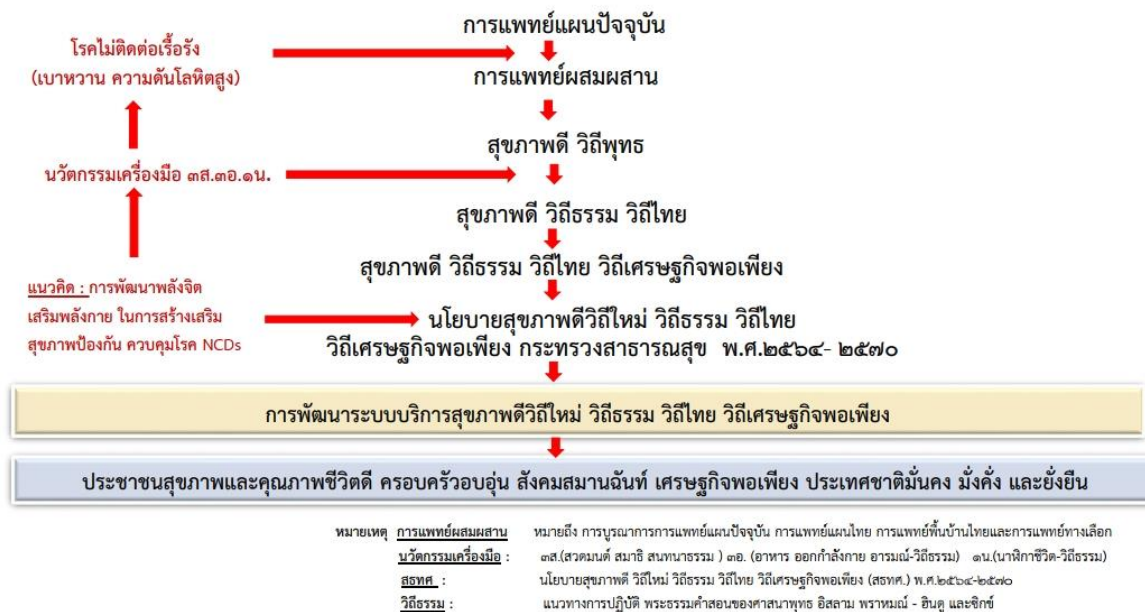 การแพทย์แผนปัจจุบัน
โรคไม่ติดต่อเรื้อรัง
(เบาหวาน ความดันโลหิตสูง)
การแพทย์ผสมผสาน
สุขภาพดี วิถีพุทธ
นวัตกรรมเครื่องมือ ๓ส.๓อ.๑น.
สุขภาพดี วิถีธรรม วิถีไทย
สุขภาพดี วิถีธรรม วิถีไทย วิถีเศรษฐกิจพอเพียง
แนวคิด : การพัฒนาพลังจิต
เสริมพลังกาย ในการสร้างเสริม
สุขภาพป้องกัน ควบคุมโรค NCDs
นโยบายสุขภาพดีวิถีใหม่ วิถีธรรม วิถีไทย
วิถีเศรษฐกิจพอเพียง กระทรวงสาธารณสุข พ.ศ.๒๕๖๔- ๒๕๗๐
การพัฒนาระบบบริการสุขภาพดีวิถีใหม่ วิถีธรรม วิถีไทย วิถีเศรษฐกิจพอเพียง
ประชาชนสุขภาพและคุณภาพชีวิตดี ครอบครัวอบอุ่น สังคมสมานฉันท์ เศรษฐกิจพอเพียง ประเทศชาติมั่นคง มั่งคั่ง และยั่งยืน
หมายเหตุ การแพทย์ผสมผสาน หมายถึง การบูรณาการการแพทย์แผนปัจจุบัน การแพทย์แผนไทย การแพทย์พื้นบ้านไทยและการแพทย์ทางเลือก
นวัตกรรมเครื่องมือ : ๓ส.(สวดมนต์ สมาธิ สนทนาธรรม ) ๓อ. (อาหาร ออกกำลังกาย อารมณ์-วิถีธรรม) ๑น.(นาฬิกาชีวิต-วิถีธรรม)
สธทศ : นโยบายสุขภาพดี วิถีใหม่ วิถีธรรม วิถีไทย วิถีเศรษฐกิจพอเพียง (สธทศ.) พ.ศ.๒๕๖๔-๒๕๗๐
วิถีธรรม : แนวทางการปฏิบัติ พระธรรมคำสอนของศาสนาพุทธ อิสลาม พราหมณ์ - ฮินดู และซิกข์